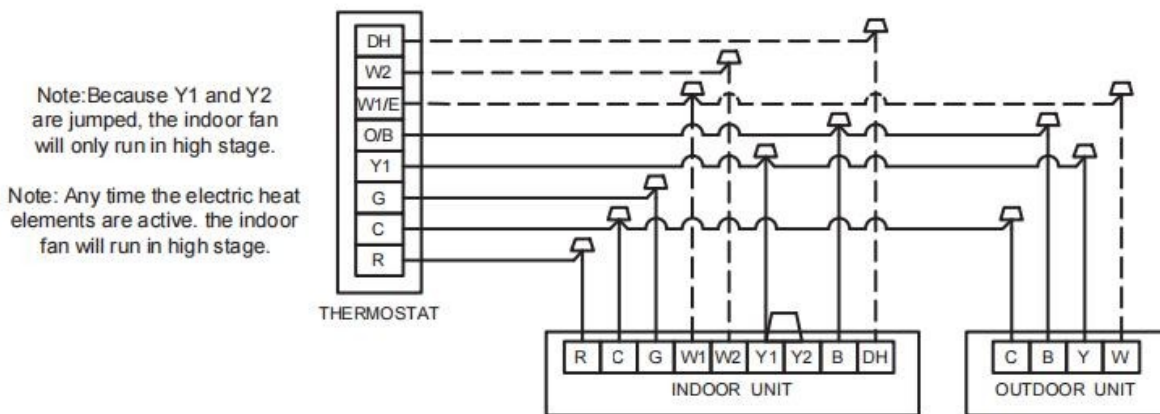 Note:Because Y1 and Y2
are jumped, the indoor fan
will only run in high stage.
Note: Any time the electric heat
elements are active. the indoor
fan will run in high stage.
DH
W2
W1/E
O/B
Y1
G
C
R
THERMOSTAT
R C G W1 W2 Y1 Y2 B DH
INDOOR UNIT
C B Y W
OUTDOOR UNIT